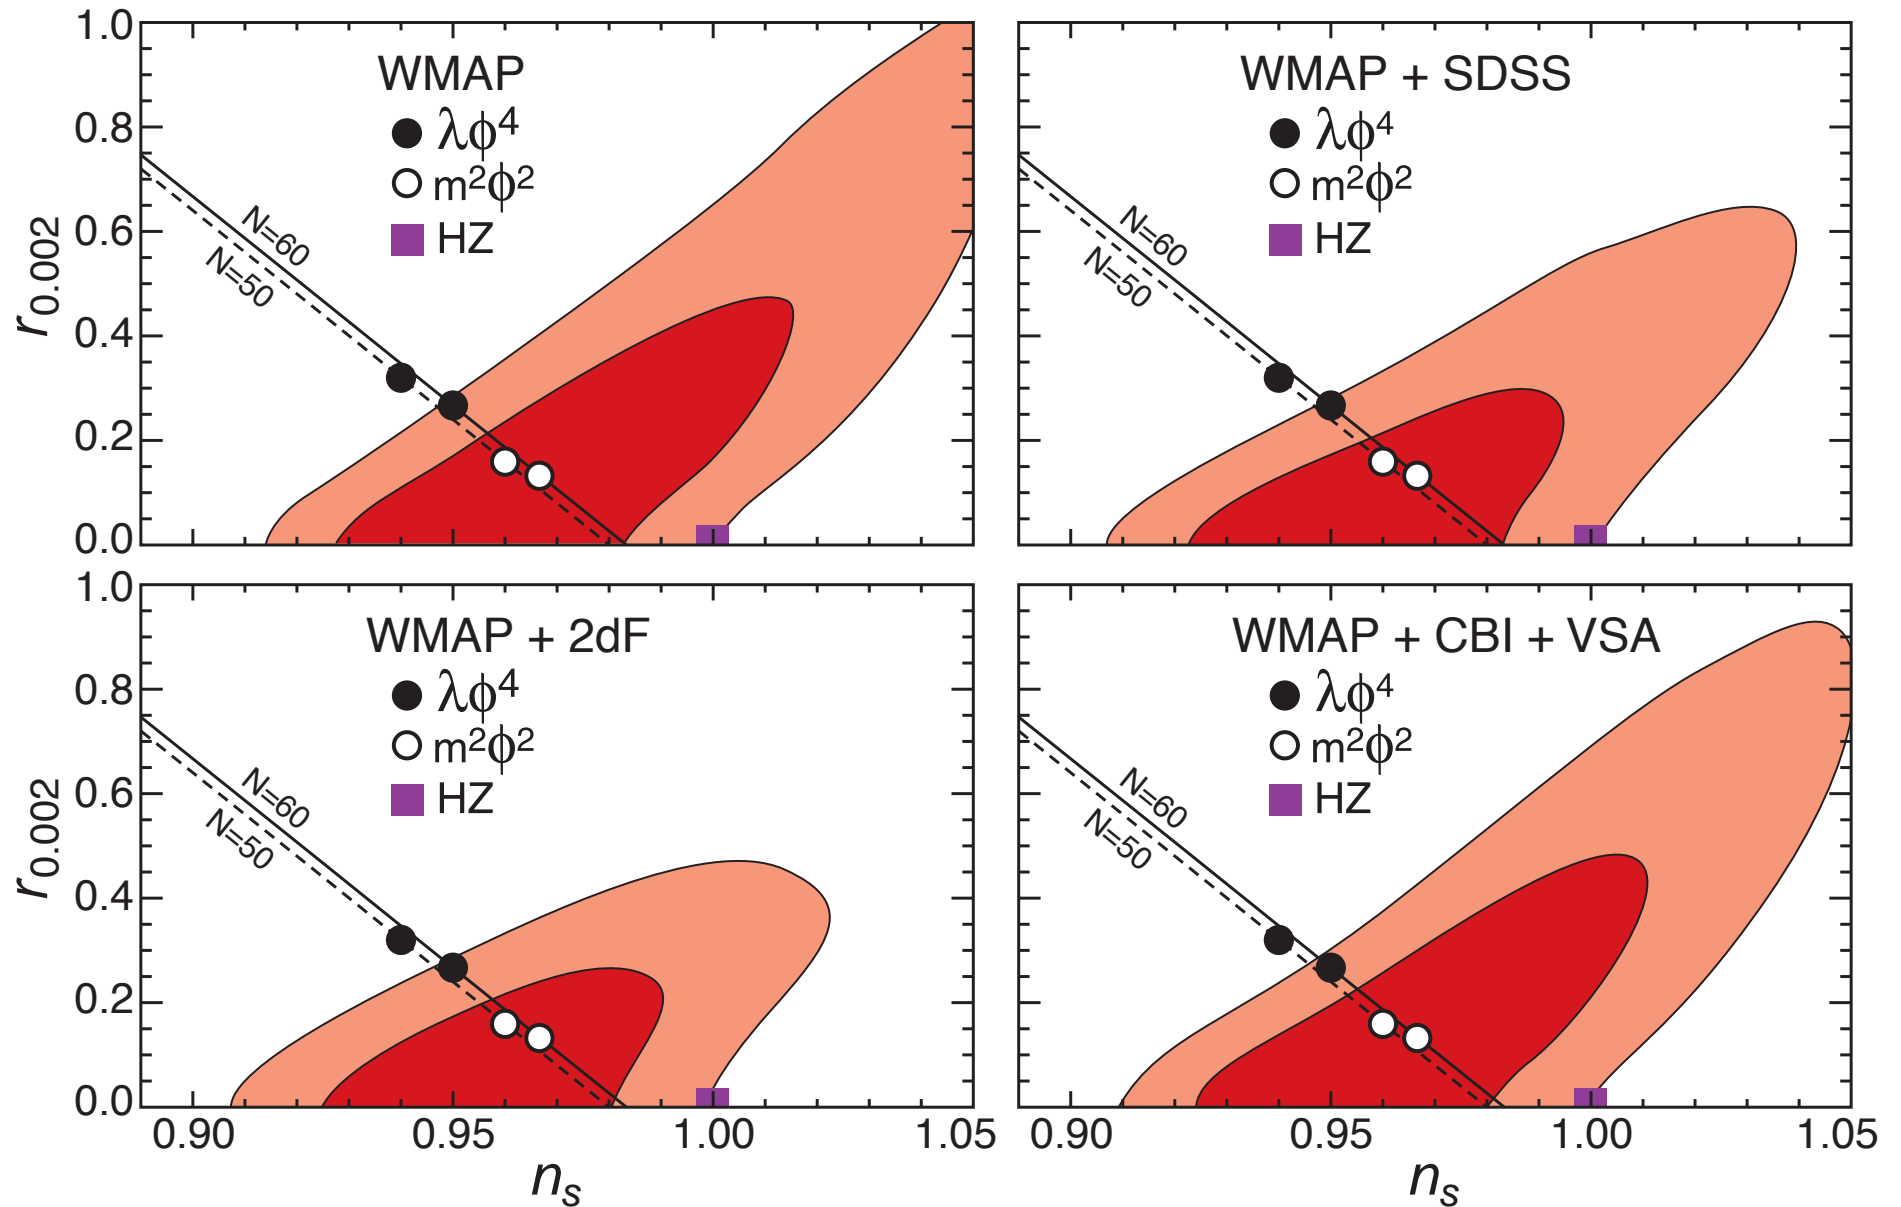 1.0
0.8
0.6
0.4
0.2
0.0
r0.002
WMAP
λϕ⁴
m²ϕ²
HZ
N=60
N=50
WMAP + SDSS
λϕ⁴
m²ϕ²
HZ
N=60
N=50
1.0
0.8
0.6
0.4
0.2
0.0
r0.002
WMAP + 2dF
λϕ⁴
m²ϕ²
HZ
N=60
N=50
0.90 0.95 1.00 1.05
ns
WMAP + CBI + VSA
λϕ⁴
m²ϕ²
HZ
N=60
N=50
0.90 0.95 1.00 1.05
ns